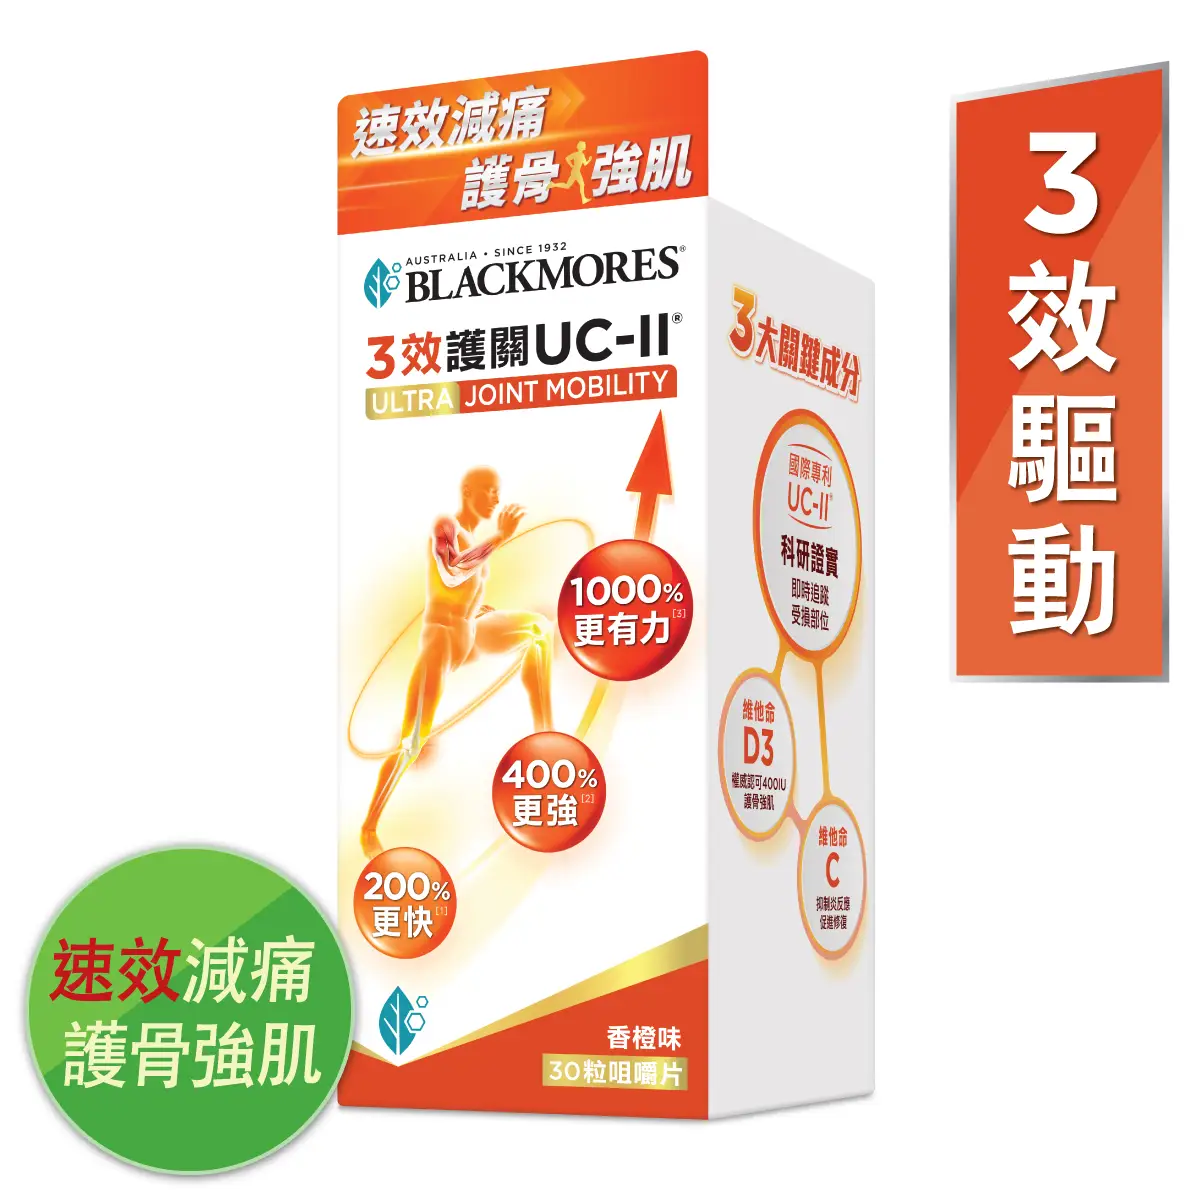 速效減痛
護骨強肌
AUSTRALIA • SINCE 1932
BLACKMORES®
3效護關UC-II®
ULTRA JOINT MOBILITY
1000%
更有力[3]
400%
更強[2]
200%
更快[1]
香橙味
30粒咀嚼片
3大關鍵成分
國際專利
UC-II®
科研證實
即時追蹤
受損部位
維他命
D3
權威認可400IU
護骨強肌
維他命
C
抑制炎反應
促進修復
3效驅動
速效減痛
護骨強肌